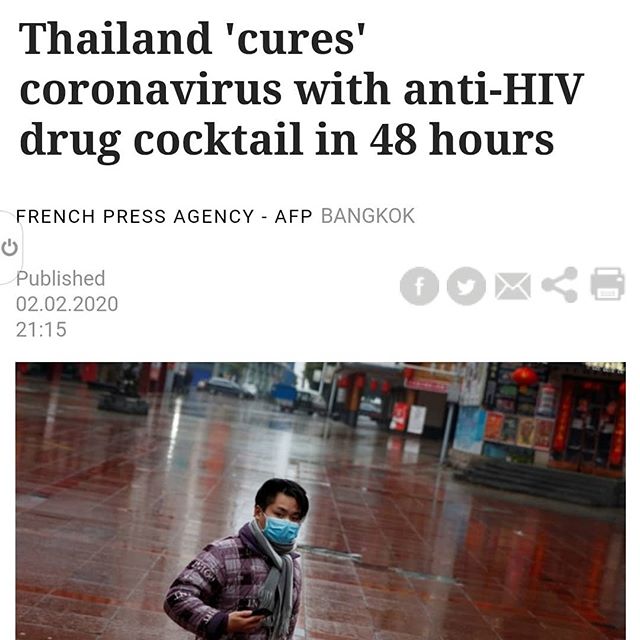 Thailand 'cures'
coronavirus with anti-HIV
drug cocktail in 48 hours
FRENCH PRESS AGENCY - AFP BANGKOK
Published
02.02.2020
21:15